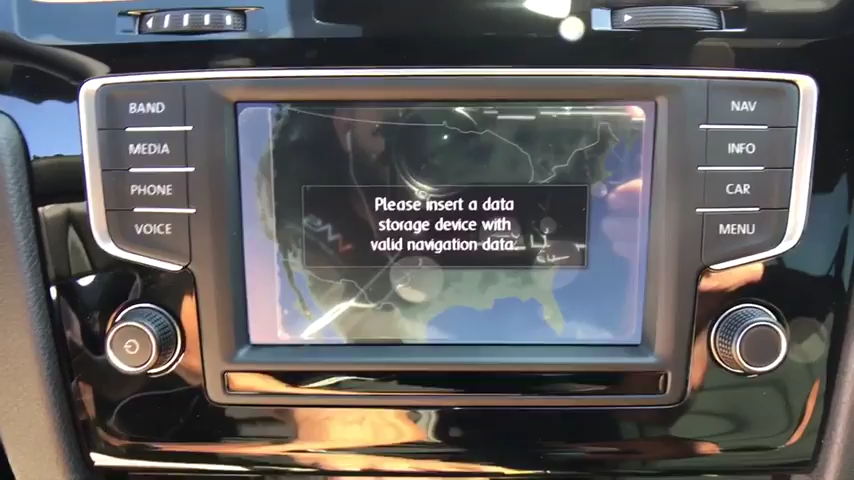 BAND
MEDIA
PHONE
VOICE
Please insert a data
storage device with
valid navigation data.
NAV
INFO
CAR
MENU